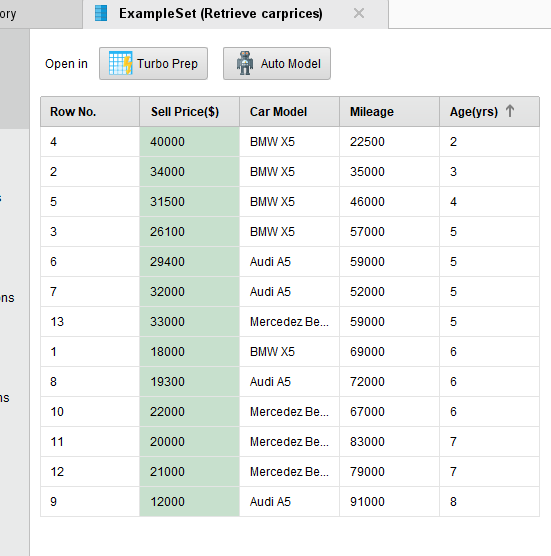 ory ExampleSet (Retrieve carprices)
Open in Turbo Prep Auto Model
Row No. Sell Price($) Car Model Mileage Age(yrs)
4 40000 BMW X5 22500 2
2 34000 BMW X5 35000 3
5 31500 BMW X5 46000 4
s
3 26100 BMW X5 57000 5
6 29400 Audi A5 59000 5
7 32000 Audi A5 52000 5
ons
13 33000 Mercedez Be... 59000 5
1 18000 BMW X5 69000 6
8 19300 Audi A5 72000 6
ns
10 22000 Mercedez Be... 67000 6
11 20000 Mercedez Be... 83000 7
12 21000 Mercedez Be... 79000 7
9 12000 Audi A5 91000 8